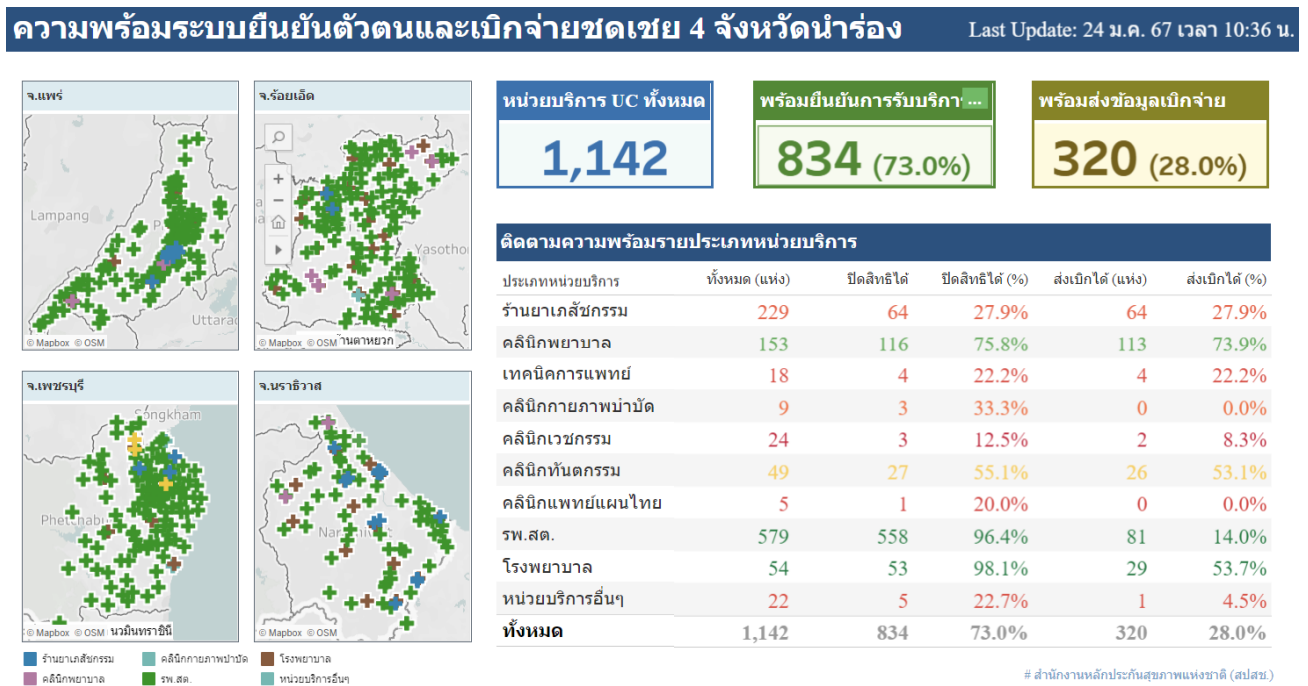 ความพร้อมระบบยืนยันตัวตนและเบิกจ่ายชดเชย 4 จังหวัดนำร่อง Last Update: 24 ม.ค. 67 เวลา 10:36 น.
จ.แพร่ จ.ร้อยเอ็ด
Lampang
Yasotho
Uttarad
© Mapbox © OSM
© Mapbox © OSM บ้านตาหยวก
จ.เพชรบุรี จ.นราธิวาส
Songkham
Phetchabu
© Mapbox © OSM นวมินทราชินี
© Mapbox © OSM
ร้านยาเภสัชกรรม คลินิกกายภาพบำบัด โรงพยาบาล
คลินิกพยาบาล รพ.สต. หน่วยบริการอื่นๆ
หน่วยบริการ UC ทั้งหมด
1,142
พร้อมยืนยันการรับบริการ ...
834 (73.0%)
พร้อมส่งข้อมูลเบิกจ่าย
320 (28.0%)
ติดตามความพร้อมรายประเภทหน่วยบริการ
ประเภทหน่วยบริการ ทั้งหมด (แห่ง) ปิดสิทธิได้ ปิดสิทธิได้ (%) ส่งเบิกได้ (แห่ง) ส่งเบิกได้ (%)
ร้านยาเภสัชกรรม 229 64 27.9% 64 27.9%
คลินิกพยาบาล 153 116 75.8% 113 73.9%
เทคนิคการแพทย์ 18 4 22.2% 4 22.2%
คลินิกกายภาพบำบัด 9 3 33.3% 0 0.0%
คลินิกเวชกรรม 24 3 12.5% 2 8.3%
คลินิกทันตกรรม 49 27 55.1% 26 53.1%
คลินิกแพทย์แผนไทย 5 1 20.0% 0 0.0%
รพ.สต. 579 558 96.4% 81 14.0%
โรงพยาบาล 54 53 98.1% 29 53.7%
หน่วยบริการอื่นๆ 22 5 22.7% 1 4.5%
ทั้งหมด 1,142 834 73.0% 320 28.0%
# สำนักงานหลักประกันสุขภาพแห่งชาติ (สปสช.)